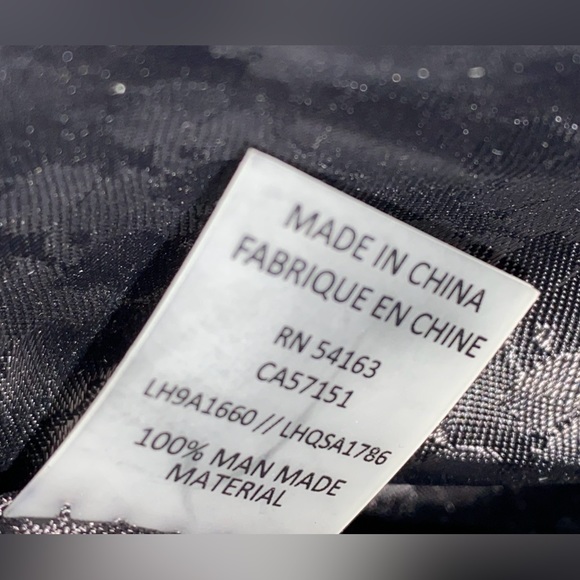 MADE IN CHINA
FABRIQUE EN CHINE
RN 54163
CA57151
LH9A1660 // LHQSA1786
100% MAN MADE
MATERIAL